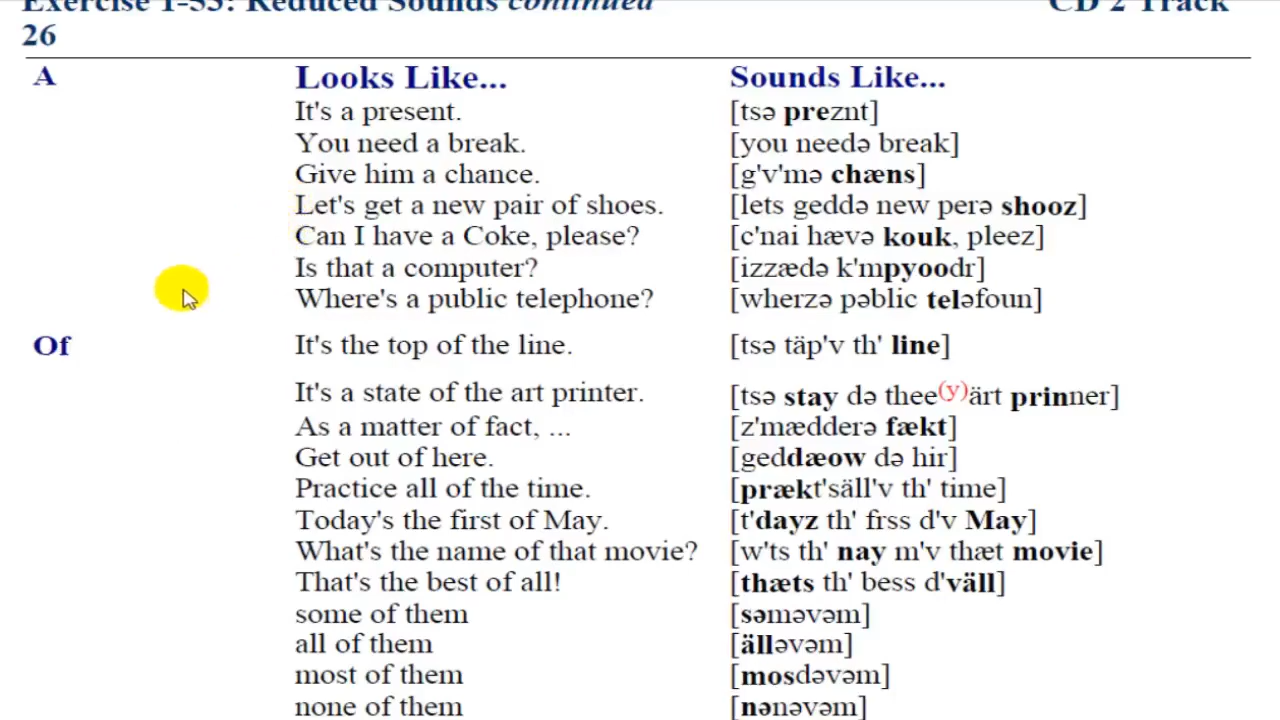 Exercise 1-53: Reduced Sounds continued CD 2 Track
26
A Looks Like... Sounds Like...
It's a present. [tsə preznt]
You need a break. [you needə break]
Give him a chance. [g'v'mə chæns]
Let's get a new pair of shoes. [lets geddə new perə shooz]
Can I have a Coke, please? [c'nai hævə kouk, pleez]
Is that a computer? [izzædə k'mpyoodr]
Where's a public telephone? [wherzə pəblic teləfoun]
Of It's the top of the line. [tsə täp'v th' line]
It's a state of the art printer. [tsə stay də thee(y)ärt prinner]
As a matter of fact, ... [z'mædderə fækt]
Get out of here. [geddæow də hir]
Practice all of the time. [prækt'säll'v th' time]
Today's the first of May. [t'dayz th' frss d'v May]
What's the name of that movie? [w'ts th' nay m'v thæt movie]
That's the best of all! [thæts th' bess d'väll]
some of them [səməvəm]
all of them [älləvəm]
most of them [mosdəvəm]
none of them [nənəvəm]